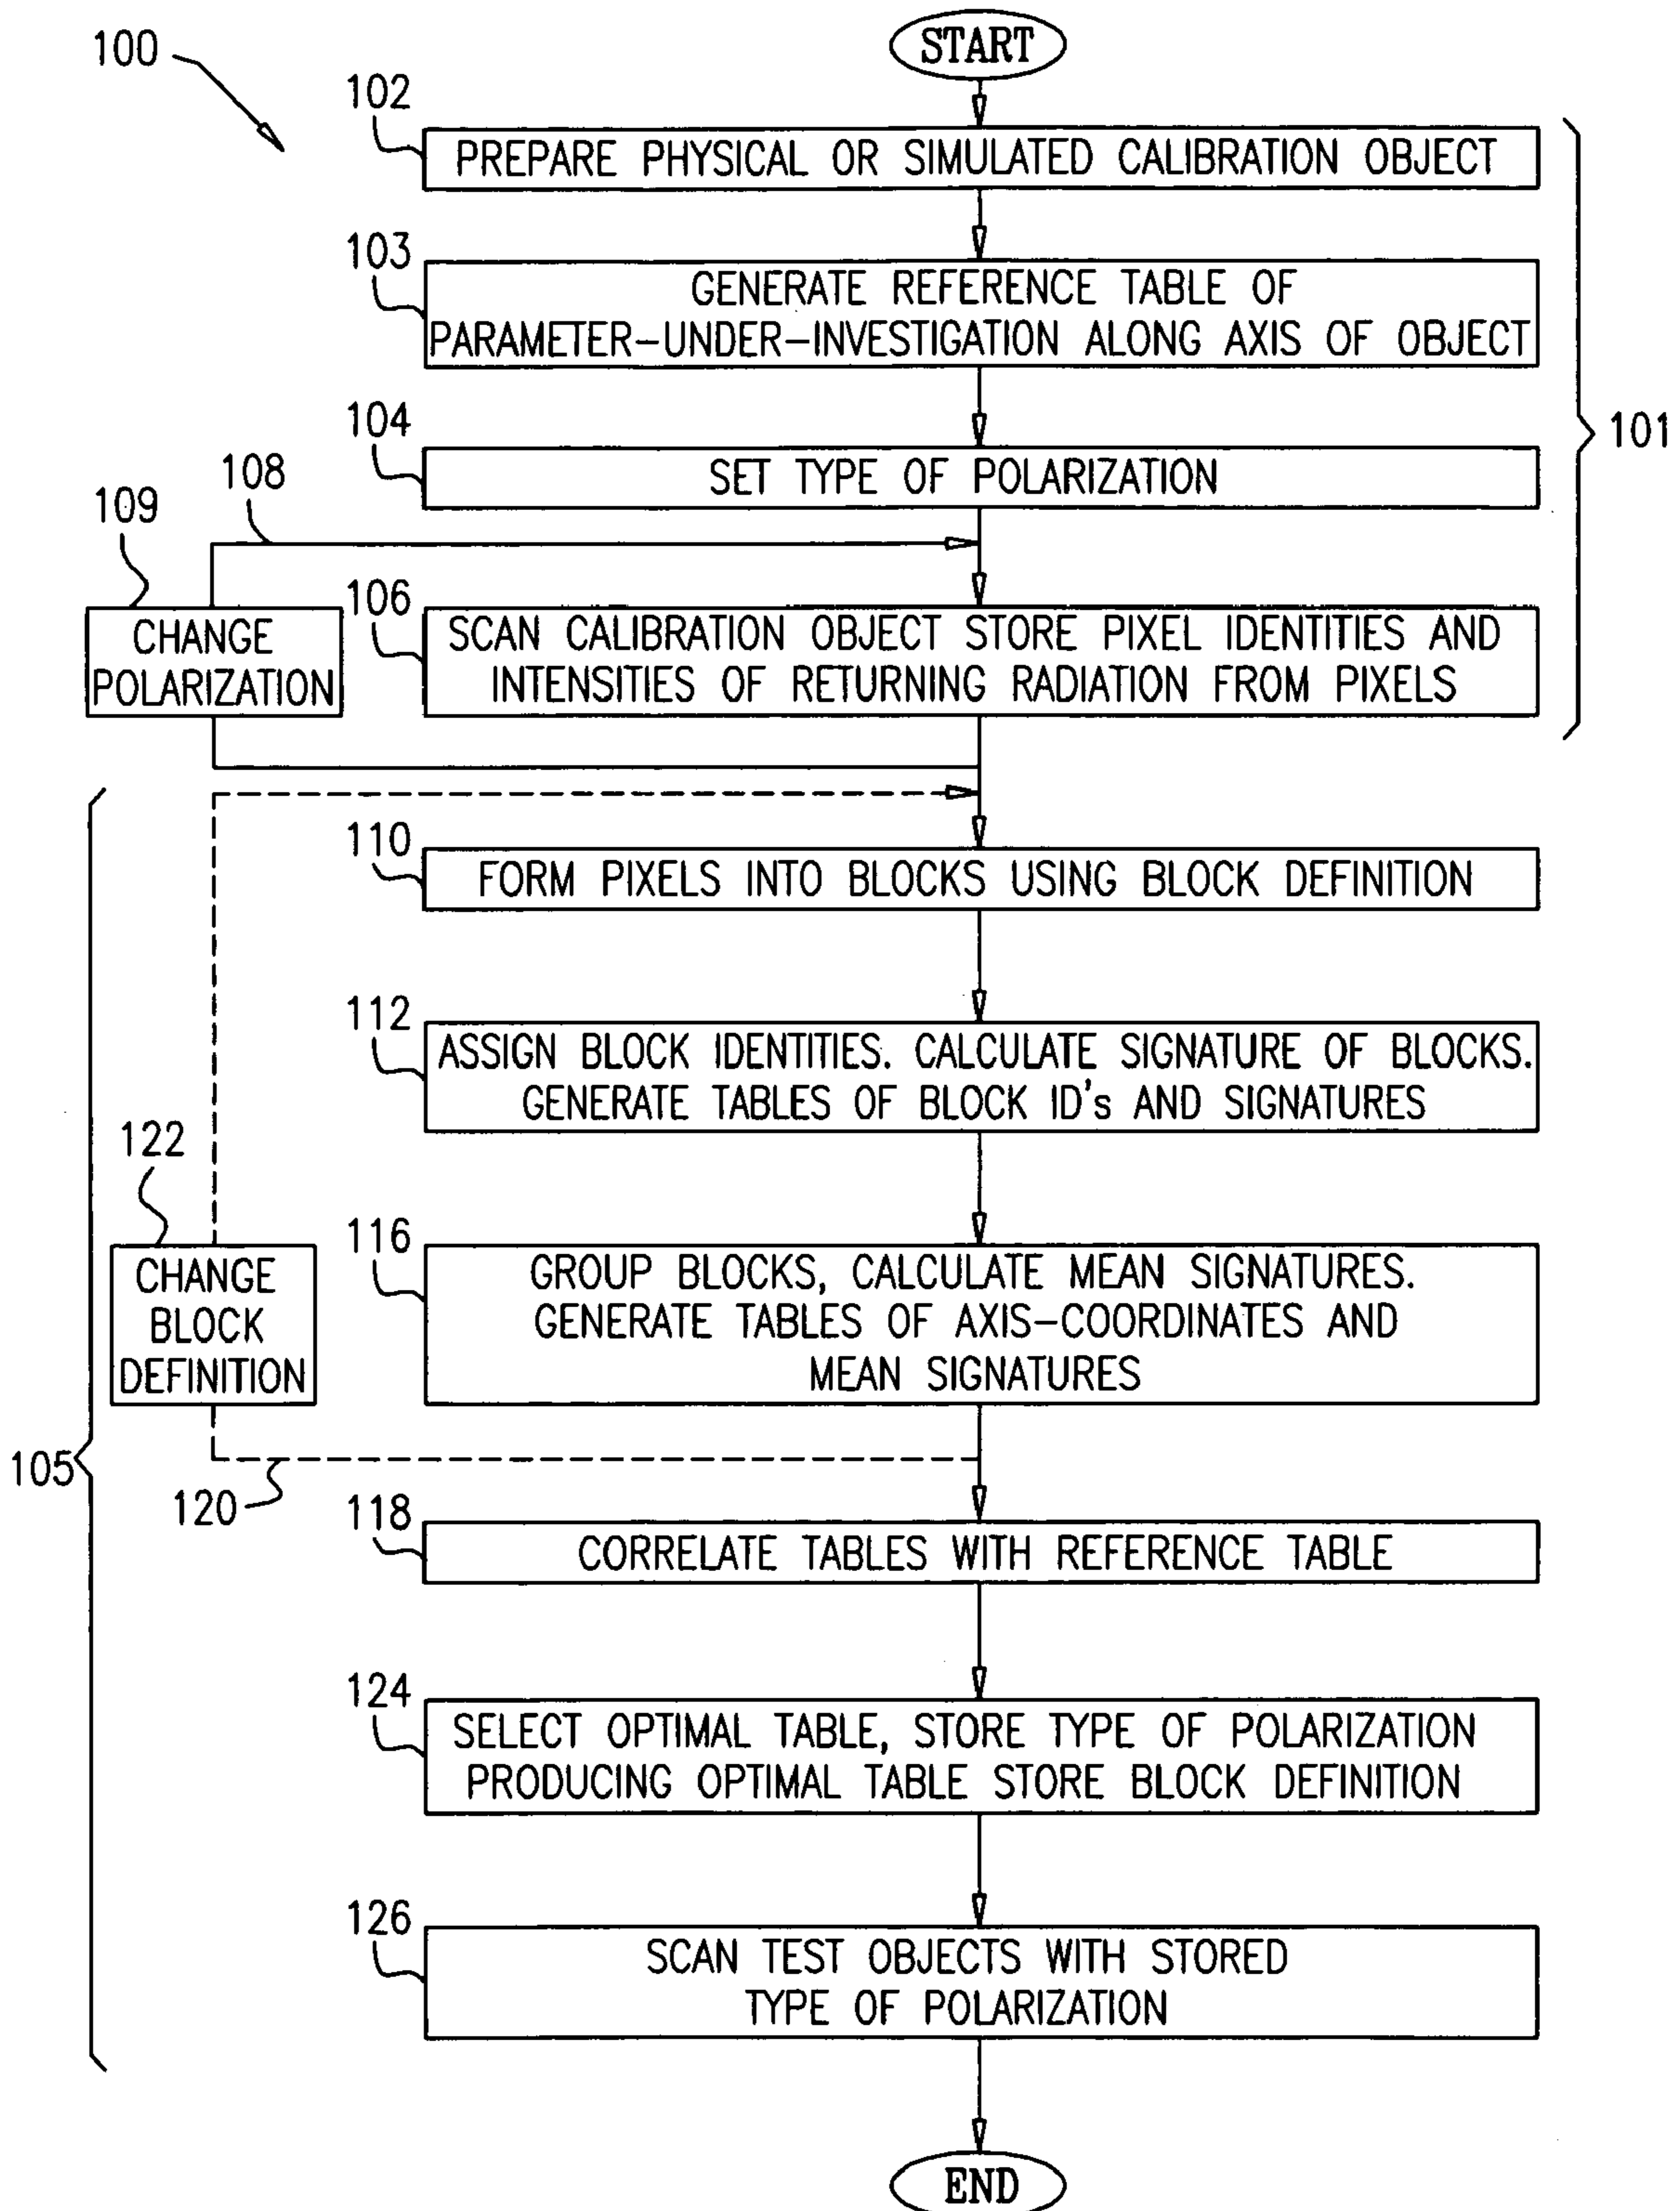 START
100
102
PREPARE PHYSICAL OR SIMULATED CALIBRATION OBJECT
103
GENERATE REFERENCE TABLE OF
PARAMETER-UNDER-INVESTIGATION ALONG AXIS OF OBJECT
101
104
SET TYPE OF POLARIZATION
108
109
CHANGE
POLARIZATION
106
SCAN CALIBRATION OBJECT STORE PIXEL IDENTITIES AND
INTENSITIES OF RETURNING RADIATION FROM PIXELS
110
FORM PIXELS INTO BLOCKS USING BLOCK DEFINITION
112
ASSIGN BLOCK IDENTITIES. CALCULATE SIGNATURE OF BLOCKS.
GENERATE TABLES OF BLOCK ID's AND SIGNATURES
122
CHANGE
BLOCK
DEFINITION
116
GROUP BLOCKS, CALCULATE MEAN SIGNATURES.
GENERATE TABLES OF AXIS-COORDINATES AND
MEAN SIGNATURES
105
120
118
CORRELATE TABLES WITH REFERENCE TABLE
124
SELECT OPTIMAL TABLE, STORE TYPE OF POLARIZATION
PRODUCING OPTIMAL TABLE STORE BLOCK DEFINITION
126
SCAN TEST OBJECTS WITH STORED
TYPE OF POLARIZATION
END